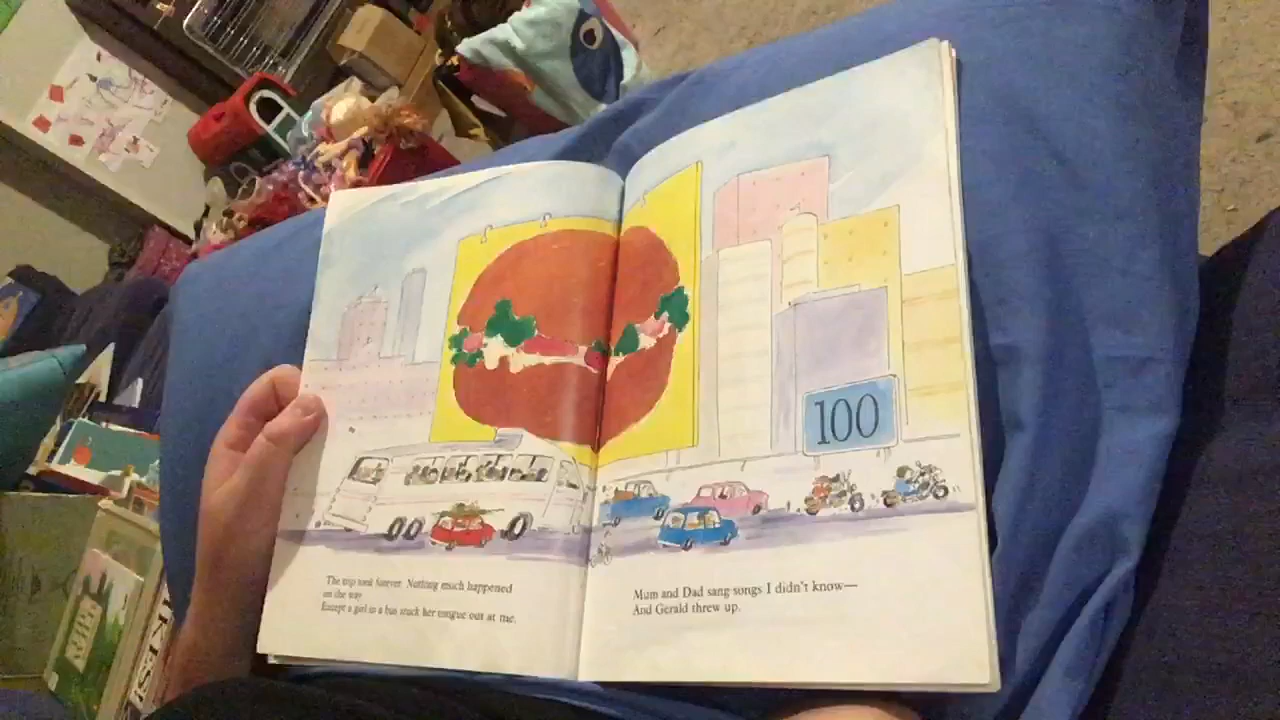 100
The trip took forever. Nothing much happened
on the way
Except a girl in a bus stuck her tongue out at me.
Mum and Dad sang songs I didn't know—
And Gerald threw up.